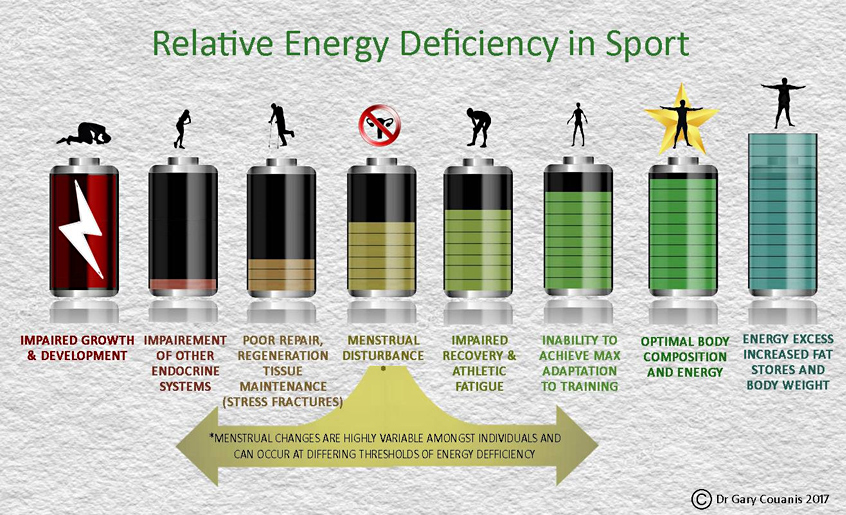 Relative Energy Deficiency in Sport
IMPAIRED GROWTH
& DEVELOPMENT
IMPAIREMENT
OF OTHER
ENDOCRINE
SYSTEMS
POOR REPAIR,
REGENERATION
TISSUE
MAINTENANCE
(STRESS FRACTURES)
MENSTRUAL
DISTURBANCE
IMPAIRED
RECOVERY &
ATHLETIC
FATIGUE
INABILITY TO
ACHIEVE MAX
ADAPTATION
TO TRAINING
OPTIMAL BODY
COMPOSITION
AND ENERGY
ENERGY EXCESS
INCREASED FAT
STORES AND
BODY WEIGHT
*
*MENSTRUAL CHANGES ARE HIGHLY VARIABLE AMONGST INDIVIDUALS AND
CAN OCCUR AT DIFFERING THRESHOLDS OF ENERGY DEFFICIENCY
© Dr Gary Couanis 2017